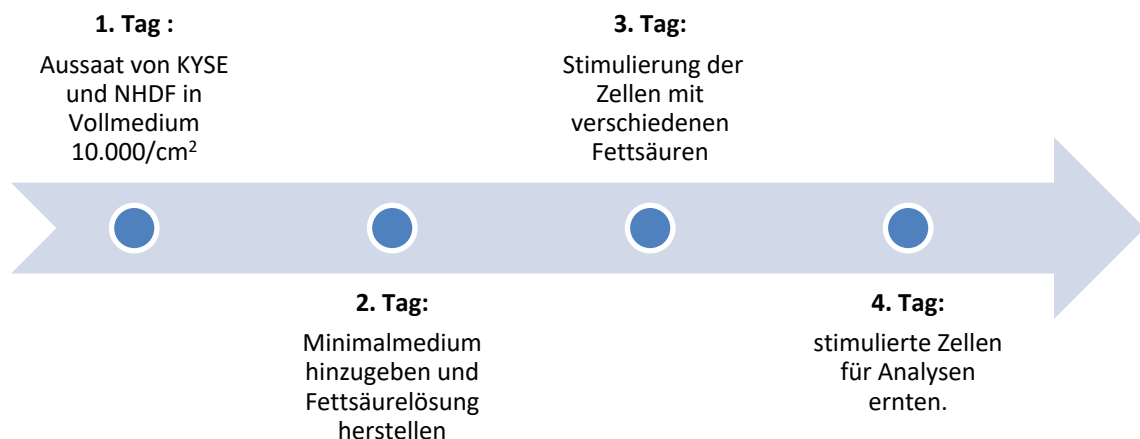 1. Tag :
Aussaat von KYSE
und NHDF in
Vollmedium
10.000/cm²
2. Tag:
Minimalmedium
hinzugeben und
Fettsäurelösung
herstellen
3. Tag:
Stimulierung der
Zellen mit
verschiedenen
Fettsäuren
4. Tag:
stimulierte Zellen
für Analysen
ernten.